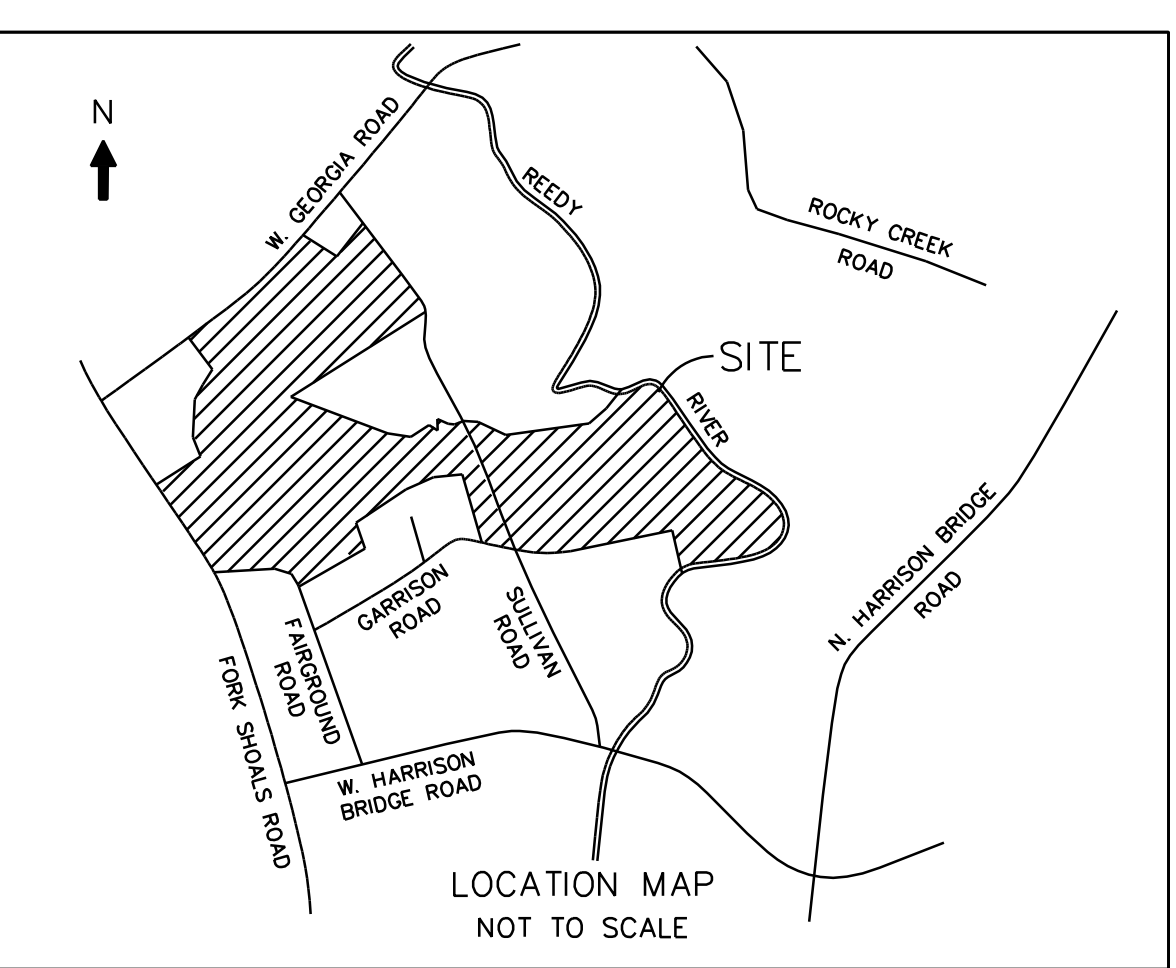 N
W. GEORGIA ROAD
REEDY
ROCKY CREEK
ROAD
SITE
RIVER
N. HARRISON BRIDGE
ROAD
GARRISON
ROAD
SULLIVAN
ROAD
FAIRGROUND
ROAD
FORK SHOALS ROAD
W. HARRISON
BRIDGE ROAD
LOCATION MAP
NOT TO SCALE